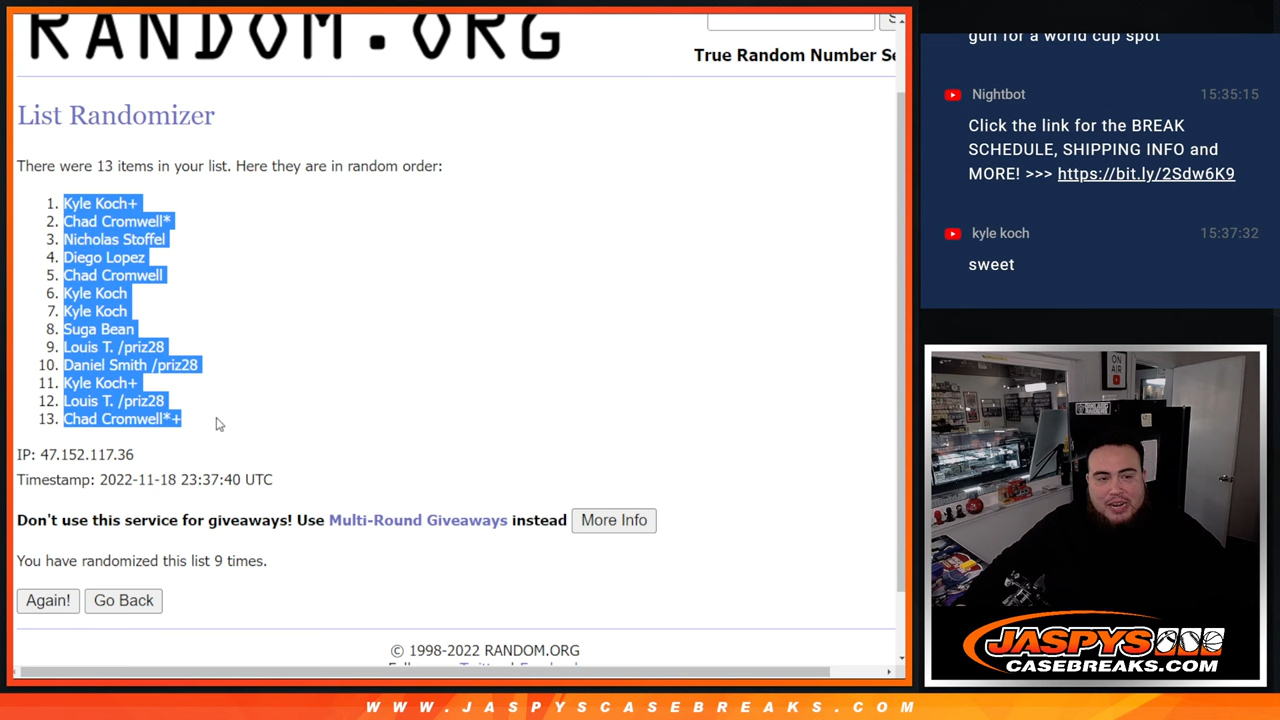 RANDOM.ORG
True Random Number Se
List Randomizer
There were 13 items in your list. Here they are in random order:
1. Kyle Koch+
2. Chad Cromwell*
3. Nicholas Stoffel
4. Diego Lopez
5. Chad Cromwell
6. Kyle Koch
7. Kyle Koch
8. Suga Bean
9. Louis T. /priz28
10. Daniel Smith /priz28
11. Kyle Koch+
12. Louis T. /priz28
13. Chad Cromwell*+
IP: 47.152.117.36
Timestamp: 2022-11-18 23:37:40 UTC
Don't use this service for giveaways! Use Multi-Round Giveaways instead More Info
You have randomized this list 9 times.
Again! Go Back
© 1998-2022 RANDOM.ORG
gun for a world cup spot
Nightbot 15:35:15
Click the link for the BREAK
SCHEDULE, SHIPPING INFO and
MORE! >>> https://bit.ly/2Sdw6K9
kyle koch 15:37:32
sweet
ON AIR
JASPYS
CASEBREAKS.COM
WWW.JASPYSCASEBREAKS.COM